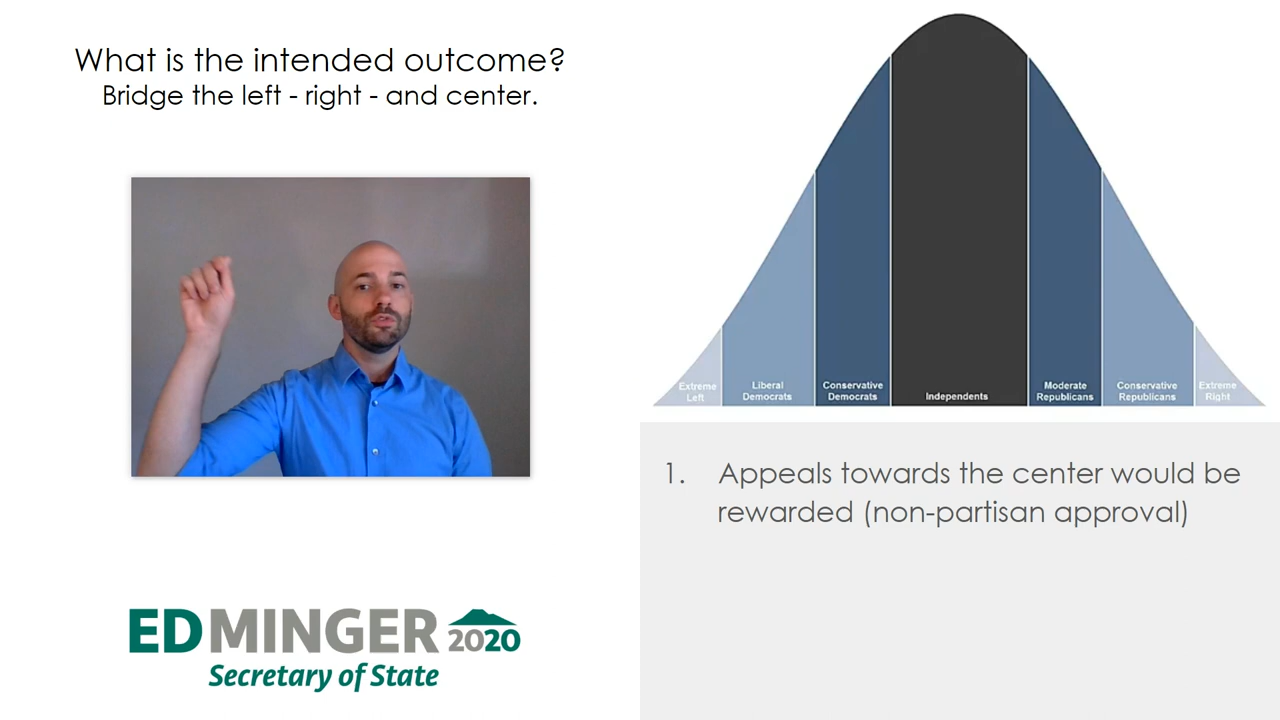 What is the intended outcome?
Bridge the left - right - and center.
Extreme
Left
Liberal
Democrats
Conservative
Democrats
Independents
Moderate
Republicans
Conservative
Republicans
Extreme
Right
1. Appeals towards the center would be
rewarded (non-partisan approval)
EDMINGER 2020
Secretary of State